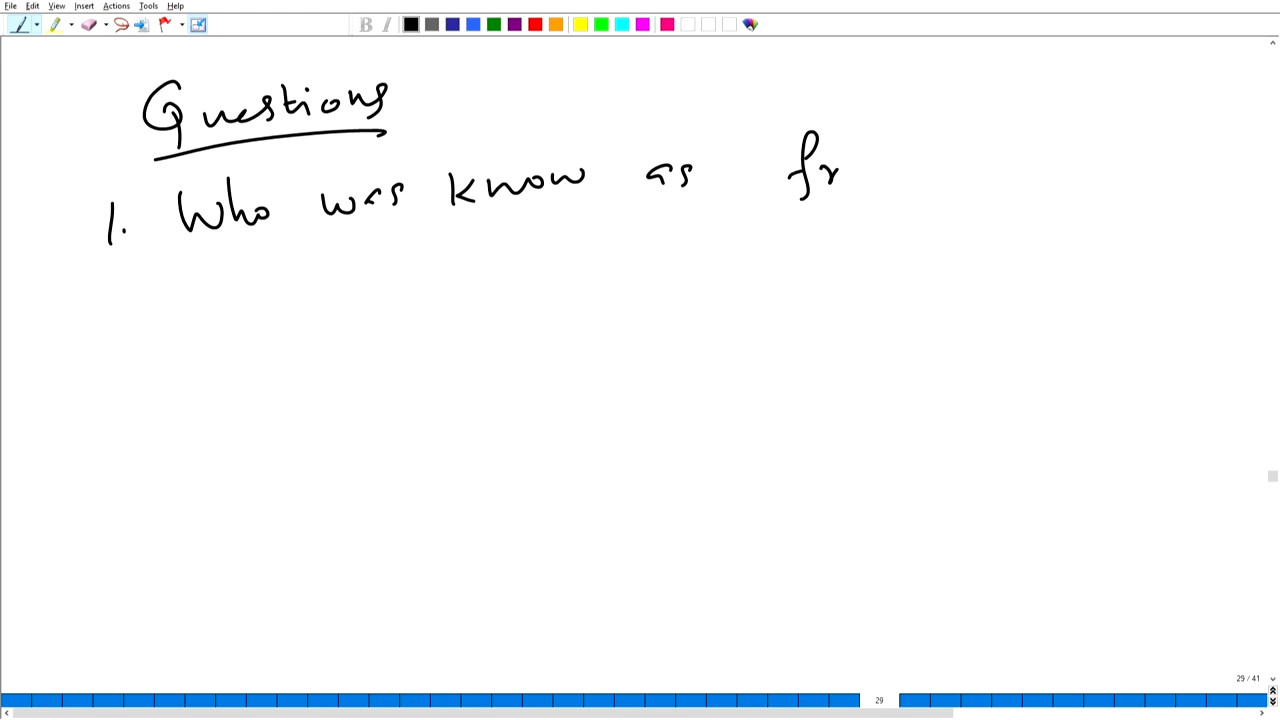 File Edit View Insert Actions Tools Help
B I
Questions
1. Who was know as fr
29 / 41
29